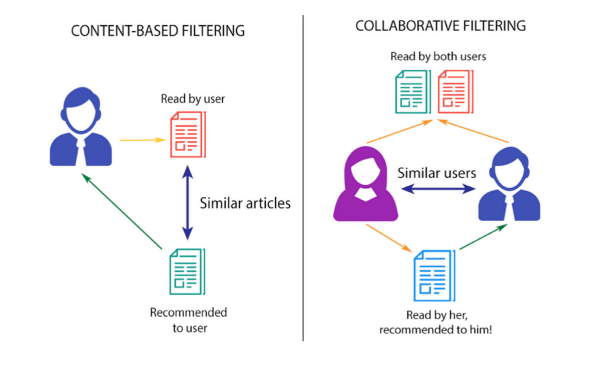 CONTENT-BASED FILTERING
Read by user
Similar articles
Recommended
to user
COLLABORATIVE FILTERING
Read by both users
Similar users
Read by her,
recommended to him!